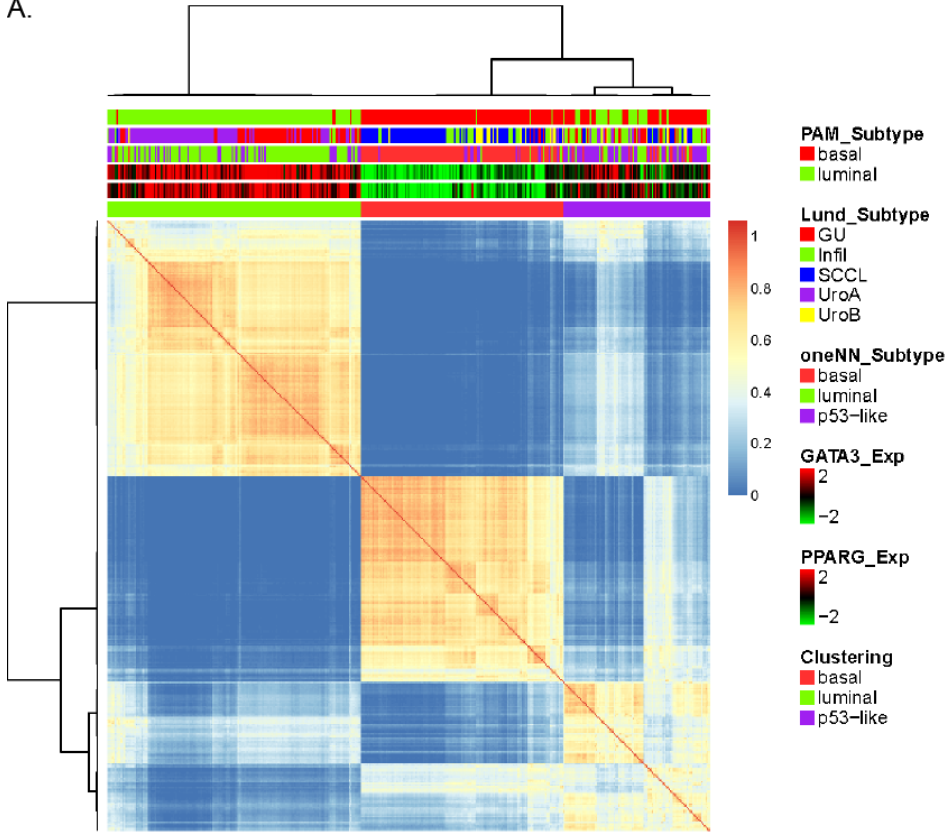 A.
PAM_Subtype
basal
luminal
Lund_Subtype
GU
Infil
SCCL
UroA
UroB
oneNN_Subtype
basal
luminal
p53-like
GATA3_Exp
2
−2
PPARG_Exp
2
−2
Clustering
basal
luminal
p53-like
1
0.8
0.6
0.4
0.2
0